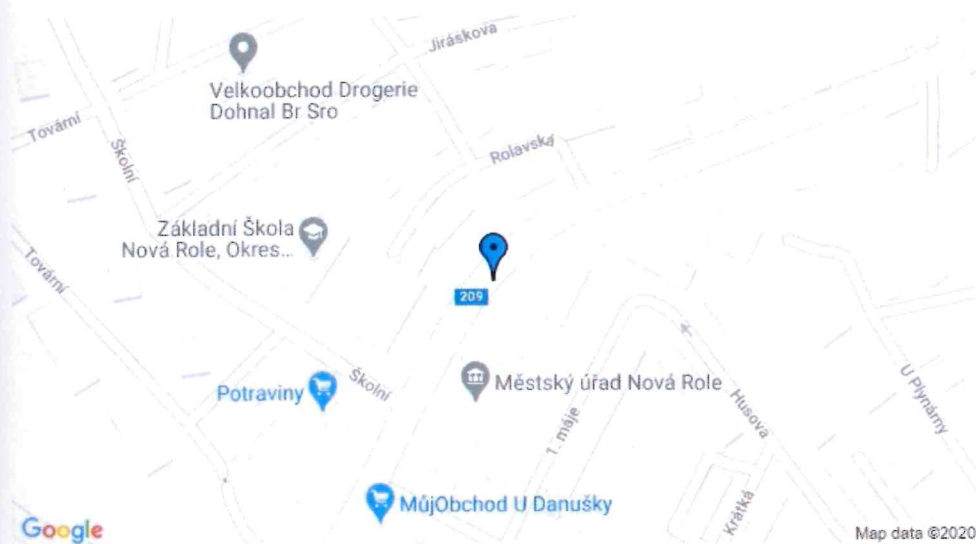 Jiráskova
Velkoobchod Drogerie
Dohnal Br Sro
Tovární
Školní
Rolavská
Základní Škola
Nová Role, Okres...
Tovární
209
Školní
Potraviny
Městský úřad Nová Role
U Plynárny
Husova
1. máje
MůjObchod U Danušky
Krátká
Google
Map data ©2020